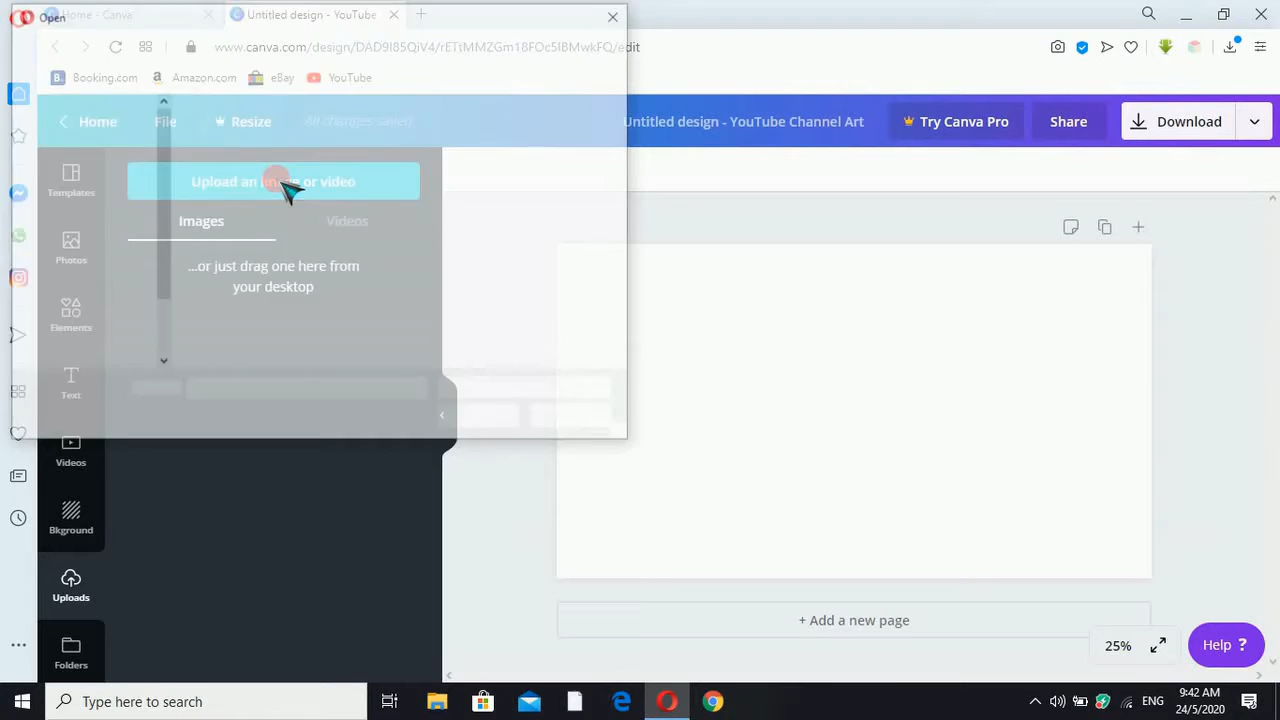 Open
Home - Canva
Untitled design - YouTube
www.canva.com/design/DAD9I85QiV4/rETtMMZGm18FOc5IBMwkFQ/edit
Booking.com
Amazon.com
eBay
YouTube
Home
File
Resize
All changes saved
Untitled design - YouTube Channel Art
Try Canva Pro
Share
Download
Templates
Photos
Elements
Text
Videos
Bkground
Uploads
Folders
Upload an image or video
Images
Videos
...or just drag one here from
your desktop
+ Add a new page
25%
Help ?
Type here to search
ENG
9:42 AM
24/5/2020